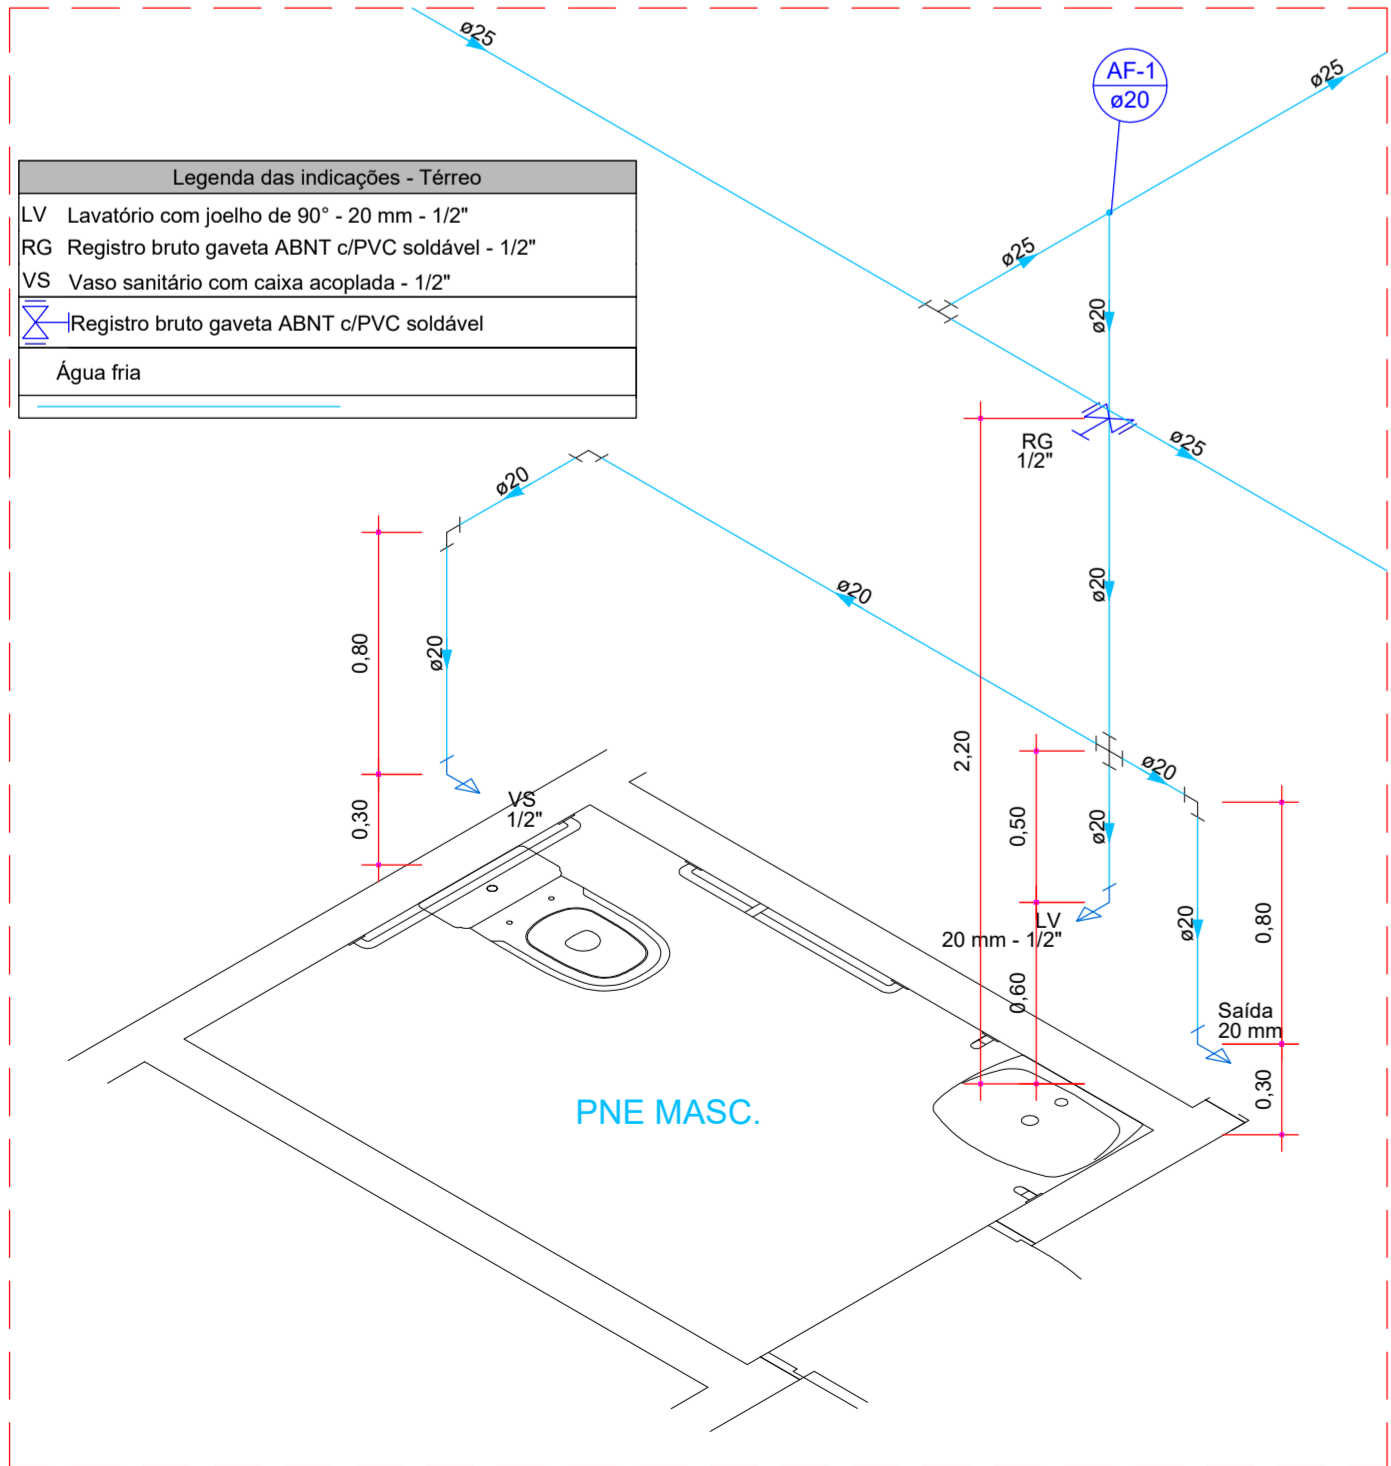 ø25
AF-1
ø20
ø25
Legenda das indicações - Térreo
LV Lavatório com joelho de 90° - 20 mm - 1/2"
RG Registro bruto gaveta ABNT c/PVC soldável - 1/2"
VS Vaso sanitário com caixa acoplada - 1/2"
Registro bruto gaveta ABNT c/PVC soldável
Água fria
ø25
ø20
RG
1/2"
ø25
ø20
ø20
ø20
0,80
ø20
2,20
ø20
VS
1/2"
0,30
0,50
ø20
LV
20 mm - 1/2"
ø20
0,80
0,60
Saída
20 mm
0,30
PNE MASC.